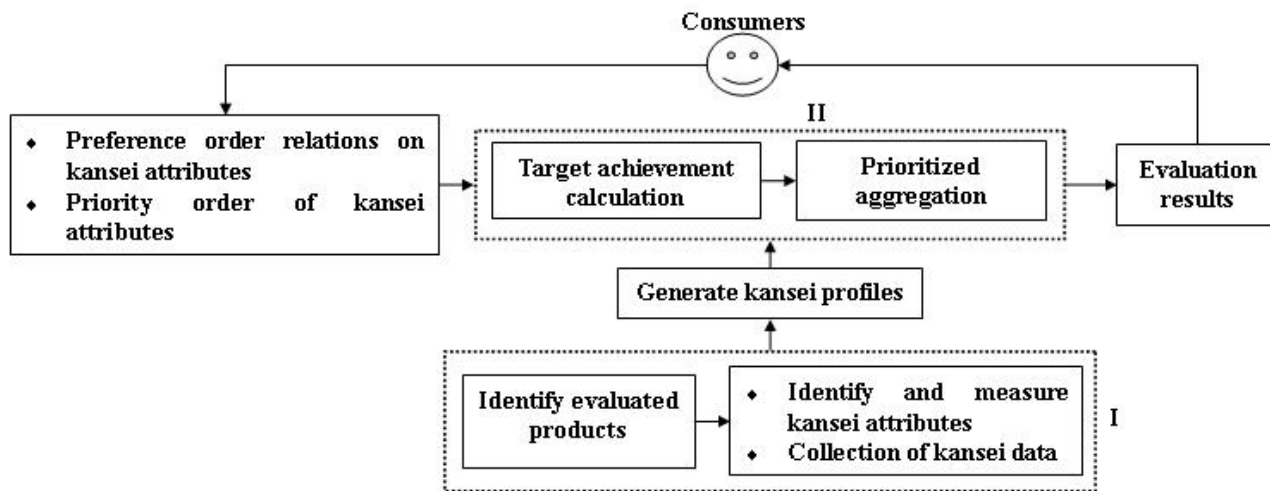 Consumers
II
♦ Preference order relations on
kansei attributes
♦ Priority order of kansei
attributes
Target achievement
calculation
Prioritized
aggregation
Evaluation
results
Generate kansei profiles
Identify evaluated
products
♦ Identify and measure
kansei attributes
♦ Collection of kansei data
I